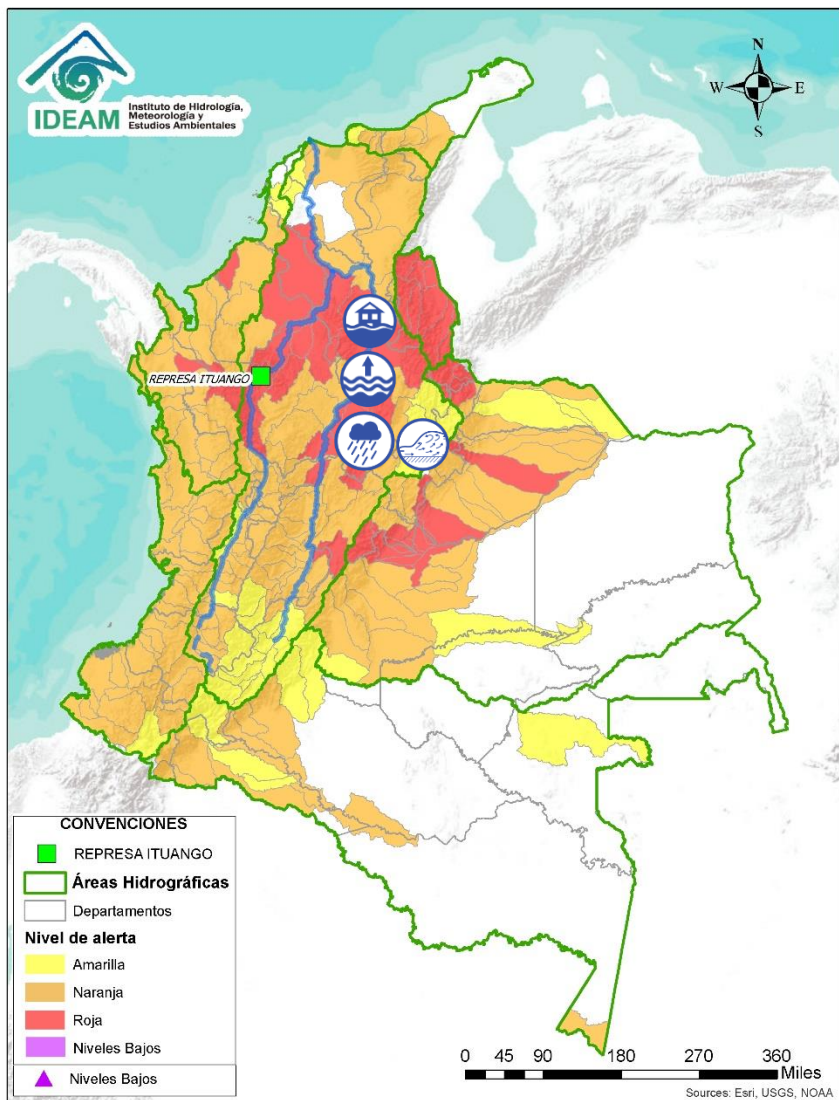 IDEAM
Instituto de Hidrología,
Meteorología y
Estudios Ambientales
N
W
E
S
REPRESA ITUANGO
CONVENCIONES
REPRESA ITUANGO
Áreas Hidrográficas
Departamentos
Nivel de alerta
Amarilla
Naranja
Roja
Niveles Bajos
Niveles Bajos
0 45 90 180 270 360
Miles
Sources: Esri, USGS, NOAA